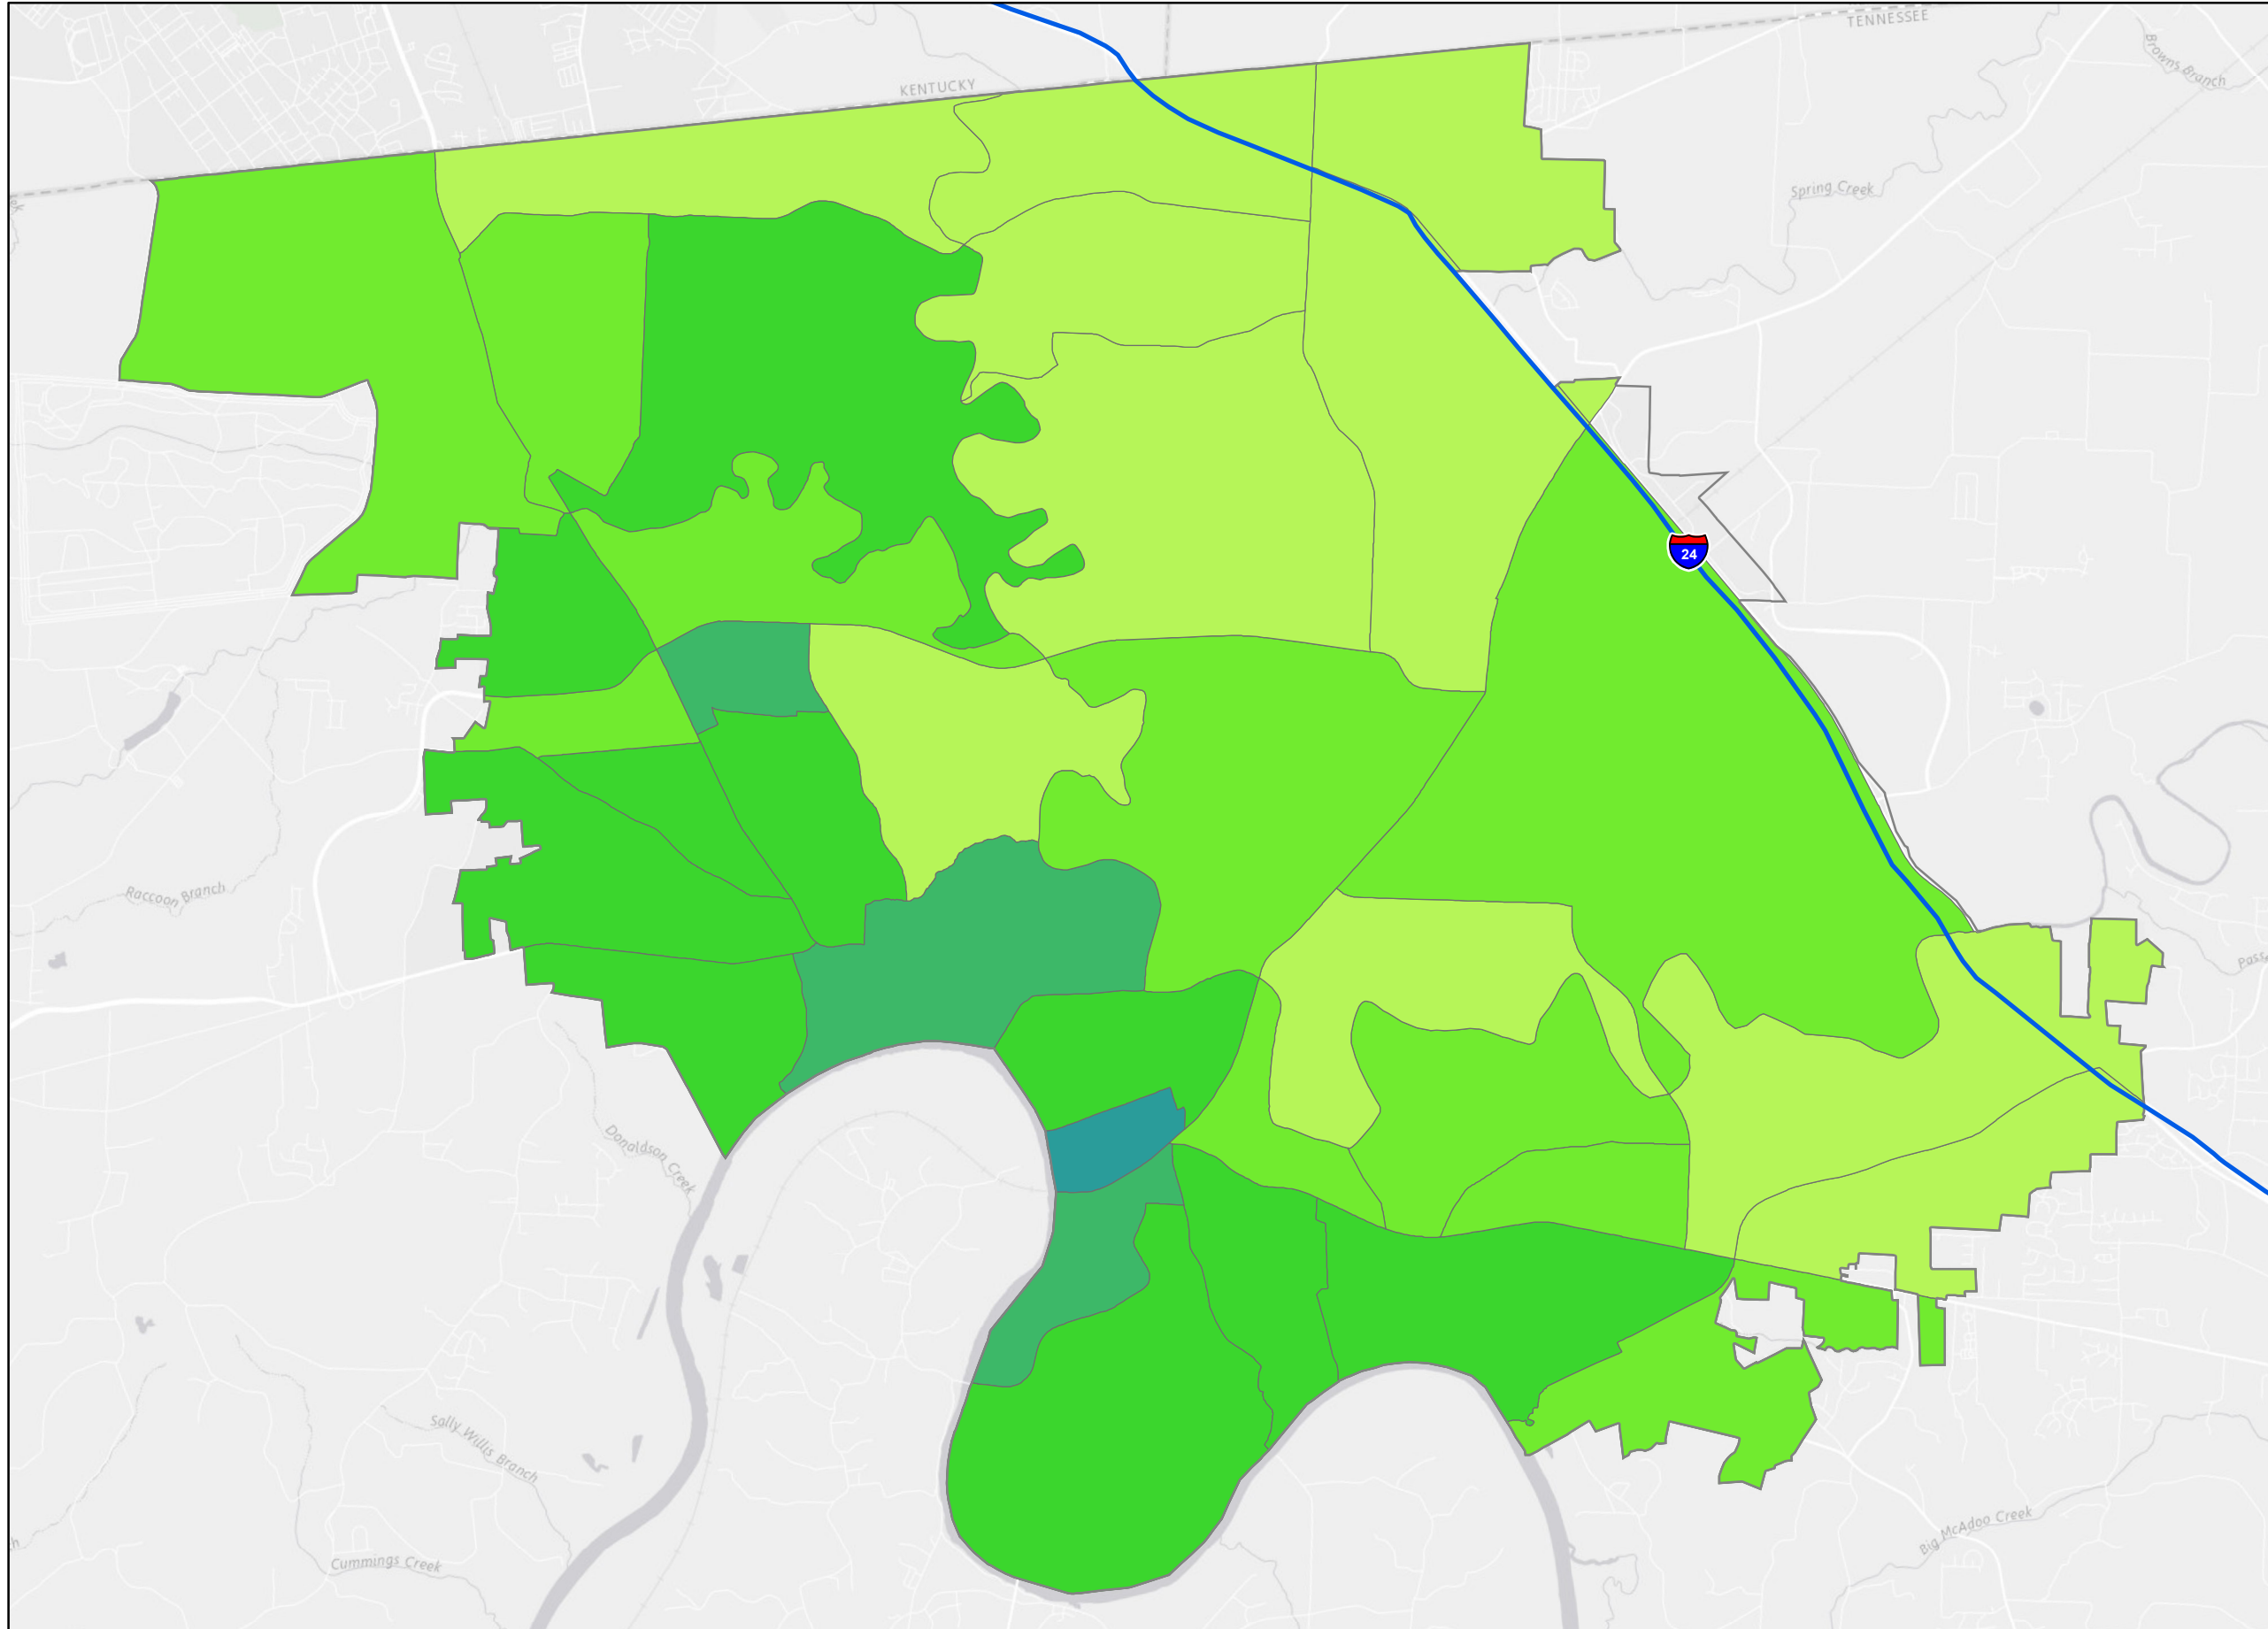 TENNESSEE
KENTUCKY
Browns Branch
Spring Creek
24
Raccoon Branch
Donaldson Creek
Sally Willis Branch
Big McAdoo Creek
Cummings Creek